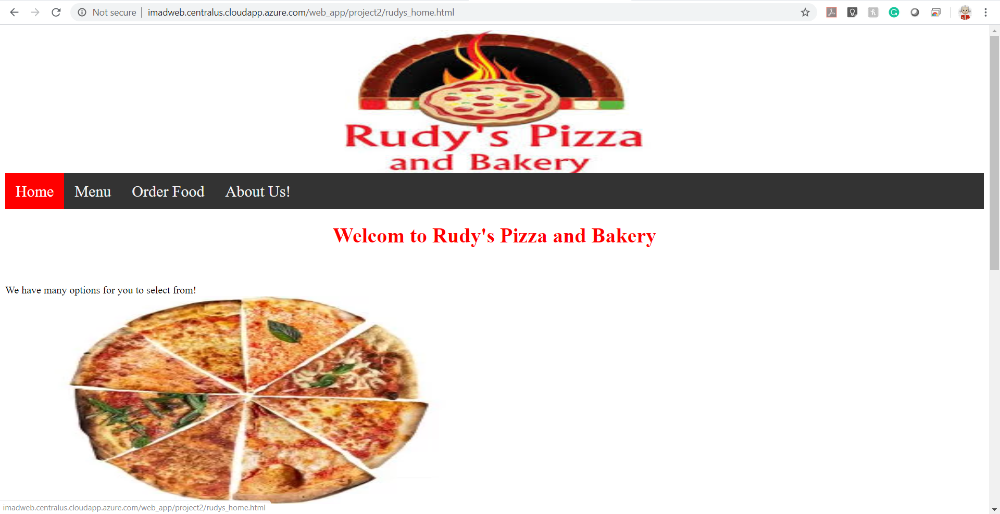 Not secure | imadweb.centralus.cloudapp.azure.com/web_app/project2/rudys_home.html
Rudy's Pizza
and Bakery
Home Menu Order Food About Us!
Welcom to Rudy's Pizza and Bakery
We have many options for you to select from!
imadweb.centralus.cloudapp.azure.com/web_app/project2/rudys_home.html